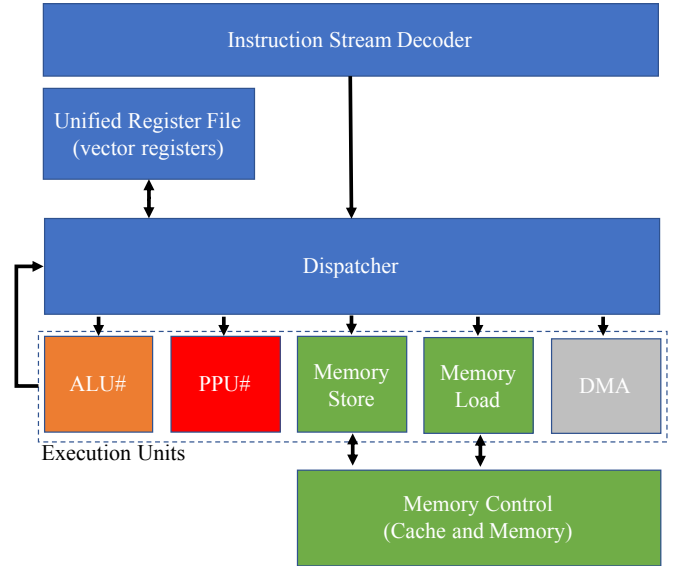 Instruction Stream Decoder
Unified Register File
(vector registers)
Dispatcher
ALU#
PPU#
Memory
Store
Memory
Load
DMA
Execution Units
Memory Control
(Cache and Memory)